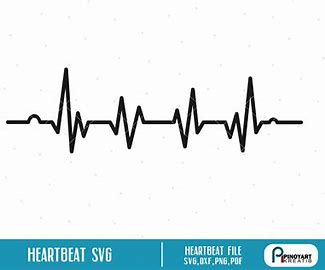 HEARTBEAT SVG
HEARTBEAT FILE
SVG,DXF,PNG,PDF
PINOYART
KREATIB